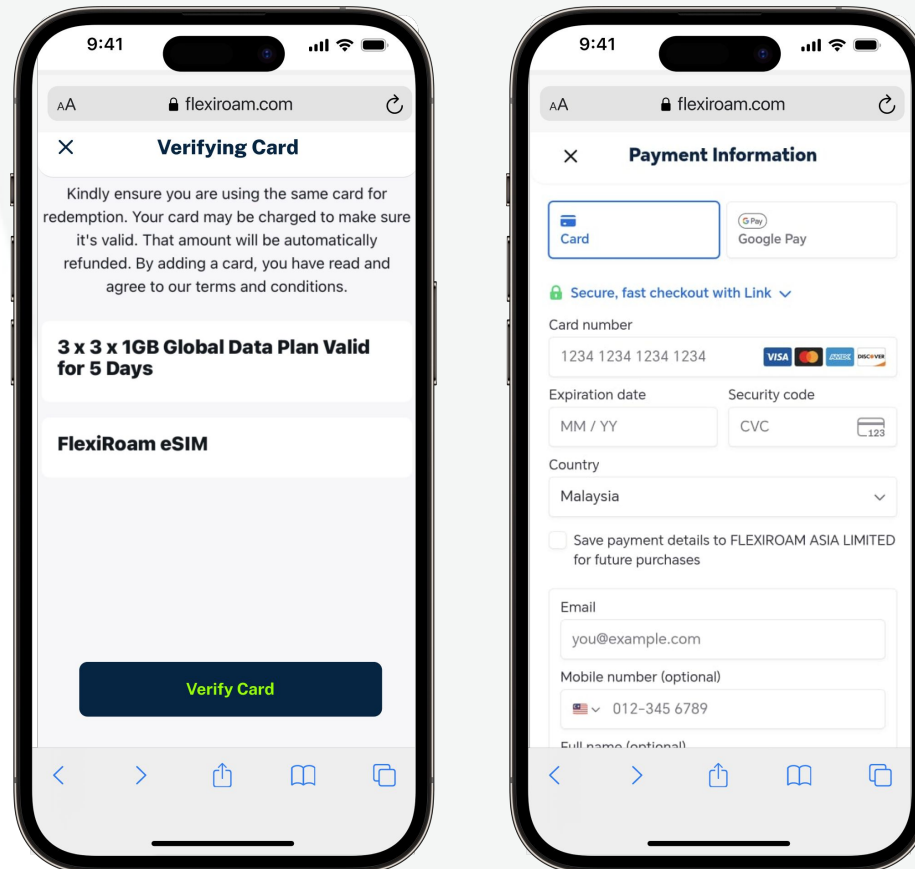 9:41
AA flexiroam.com
Verifying Card
Kindly ensure you are using the same card for
redemption. Your card may be charged to make sure
it's valid. That amount will be automatically
refunded. By adding a card, you have read and
agree to our terms and conditions.
3 x 3 x 1GB Global Data Plan Valid
for 5 Days
FlexiRoam eSIM
Verify Card
9:41
AA flexiroam.com
Payment Information
Card
G Pay
Google Pay
Secure, fast checkout with Link
Card number
1234 1234 1234 1234 VISA AMEX DISCOVER
Expiration date Security code
MM / YY CVC 123
Country
Malaysia
Save payment details to FLEXIROAM ASIA LIMITED
for future purchases
Email
you@example.com
Mobile number (optional)
012-345 6789
Full name (optional)